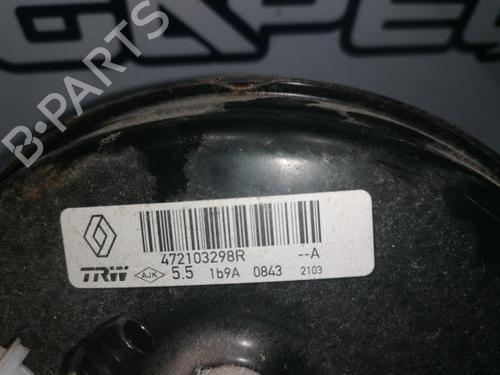 B-PARTS
472103298R --A
TRW AJK 5.5 1b9A 0843 2103